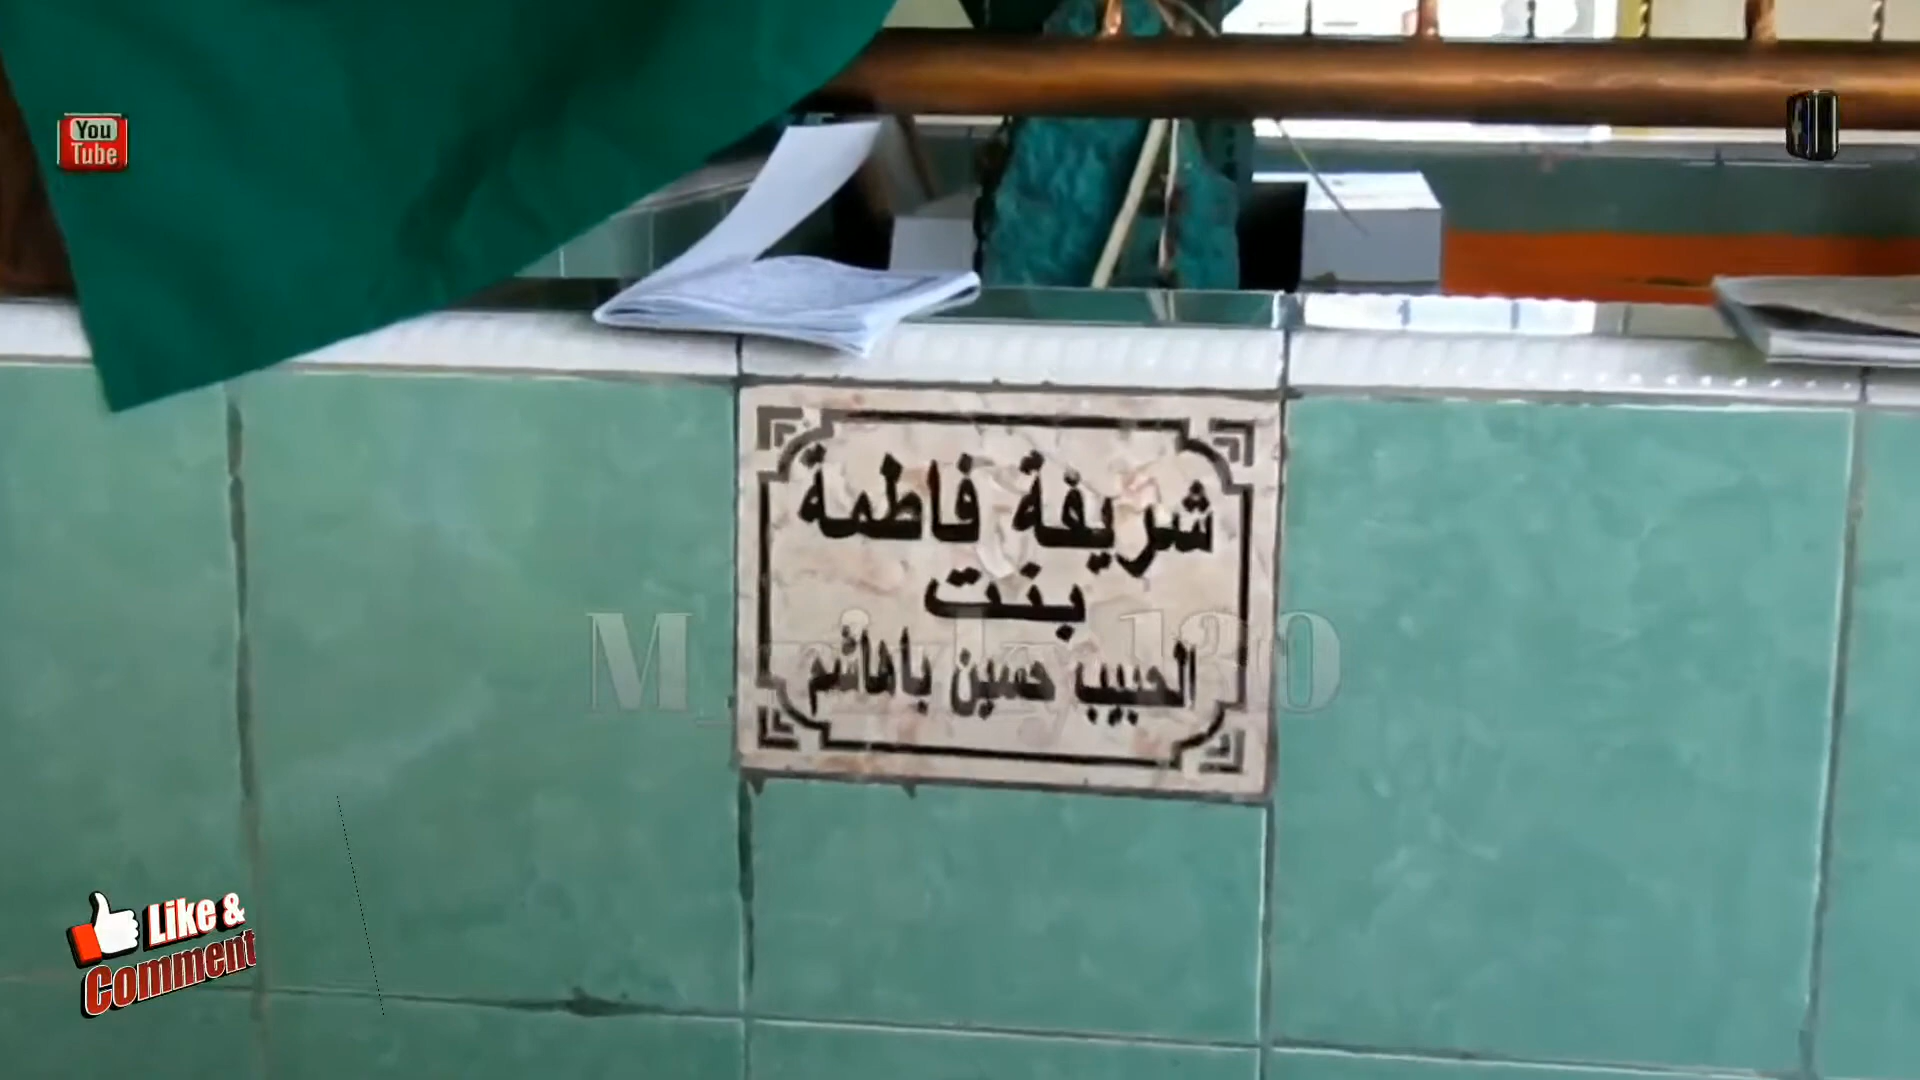 You
Tube
شريفة فاطمة
بنت
الحبيب حسين باهاشم
Like &
Comment